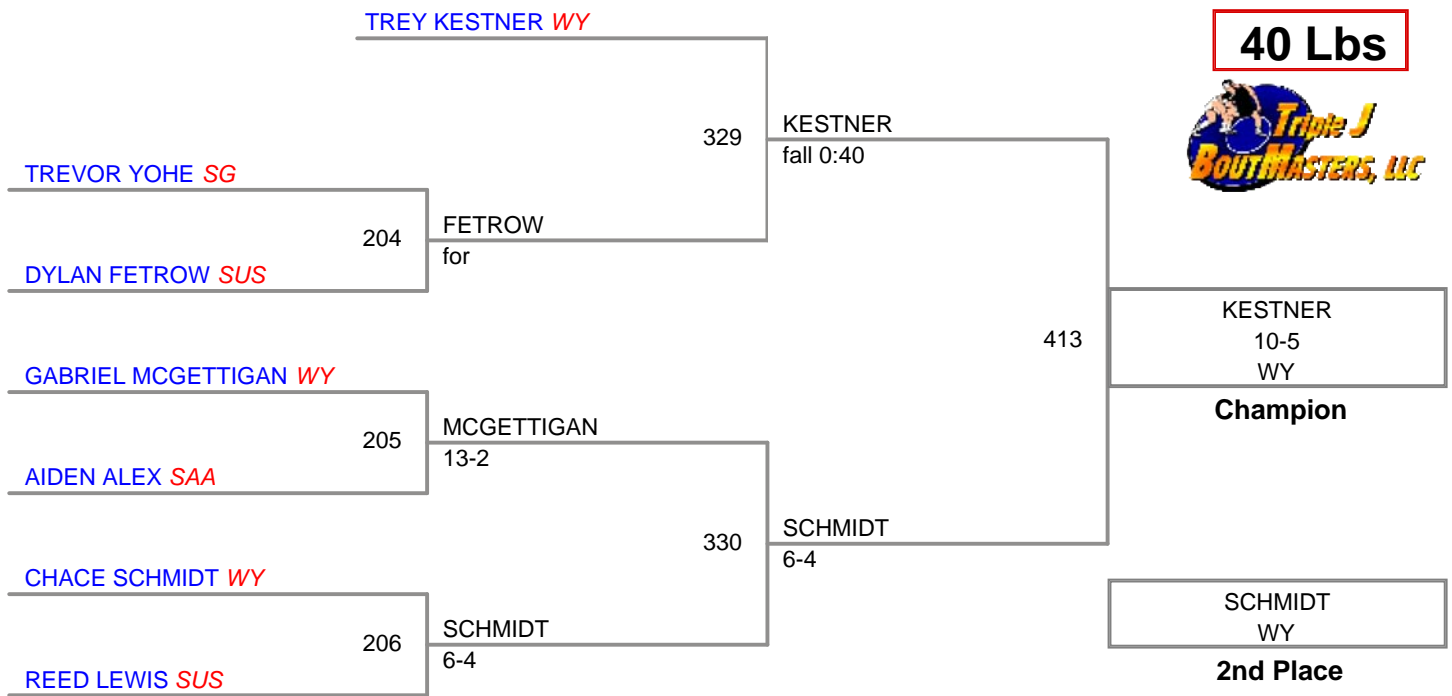 TREY KESTNER WY
40 Lbs
Triple J
BOUTMASTERS, LLC
329
KESTNER
fall 0:40
TREVOR YOHE SG
204
FETROW
for
DYLAN FETROW SUS
413
KESTNER
10-5
WY
Champion
GABRIEL MCGETTIGAN WY
205
MCGETTIGAN
13-2
AIDEN ALEX SAA
330
SCHMIDT
6-4
CHACE SCHMIDT WY
206
SCHMIDT
6-4
REED LEWIS SUS
SCHMIDT
WY
2nd Place